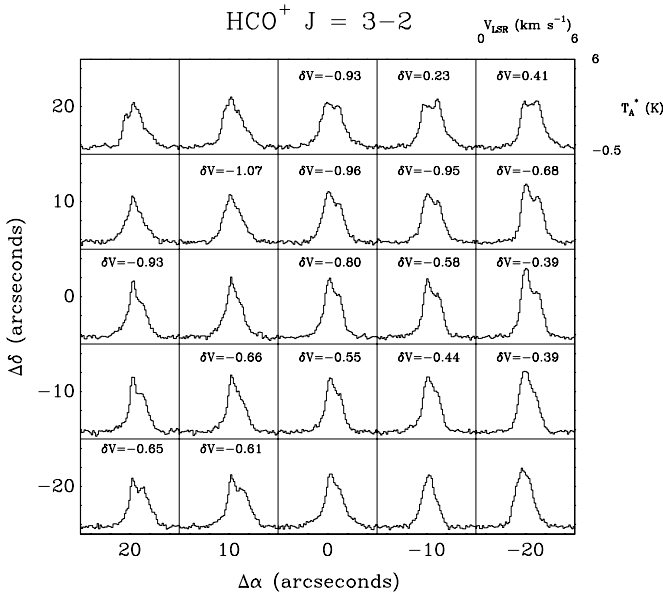 HCO⁺ J = 3−2
V_LSR (km s⁻¹)
0 6
6
T_A* (K)
−0.5
δV=−0.93 δV=0.23 δV=0.41
20
δV=−1.07 δV=−0.96 δV=−0.95 δV=−0.68
10
δV=−0.93 δV=−0.80 δV=−0.58 δV=−0.39
0
δV=−0.66 δV=−0.55 δV=−0.44 δV=−0.39
−10
δV=−0.65 δV=−0.61
−20
Δδ (arcseconds)
20 10 0 −10 −20
Δα (arcseconds)